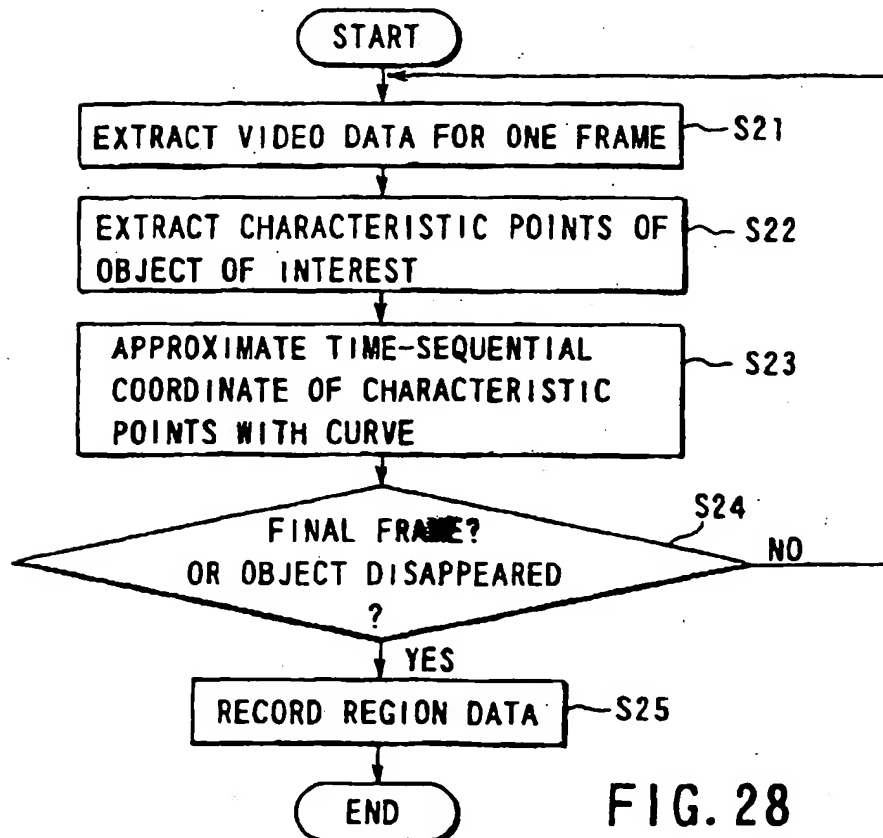 START
EXTRACT VIDEO DATA FOR ONE FRAME
S21
EXTRACT CHARACTERISTIC POINTS OF
OBJECT OF INTEREST
S22
APPROXIMATE TIME-SEQUENTIAL
COORDINATE OF CHARACTERISTIC
POINTS WITH CURVE
S23
FINAL FRAME?
OR OBJECT DISAPPEARED
?
S24
NO
YES
RECORD REGION DATA
S25
END
FIG. 28